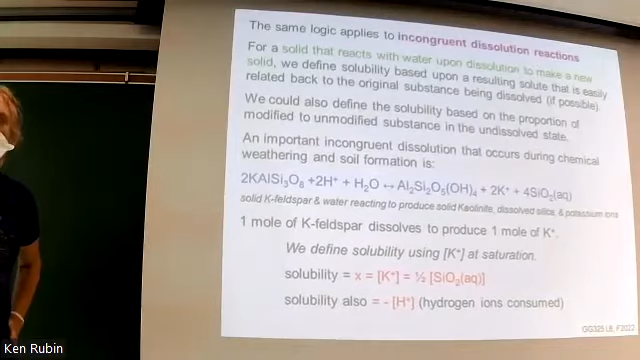 The same logic applies to incongruent dissolution reactions
For a solid that reacts with water upon dissolution to make a new
solid, we define solubility based upon a resulting solute that is easily
related back to the original substance being dissolved (if possible).
We could also define the solubility based on the proportion of
modified to unmodified substance in the undissolved state.
An important incongruent dissolution that occurs during chemical
weathering and soil formation is:
2KAlSi₃O₈ +2H⁺ + H₂O ↔ Al₂Si₂O₅(OH)₄ + 2K⁺ + 4SiO₂(aq)
solid K-feldspar & water reacting to produce solid Kaolinite, dissolved silica, & potassium ions
1 mole of K-feldspar dissolves to produce 1 mole of K⁺.
We define solubility using [K⁺] at saturation.
solubility = x = [K⁺] = ½ [SiO₂(aq)]
solubility also = - [H⁺] (hydrogen ions consumed)
GG325 L8, F2022
Ken Rubin